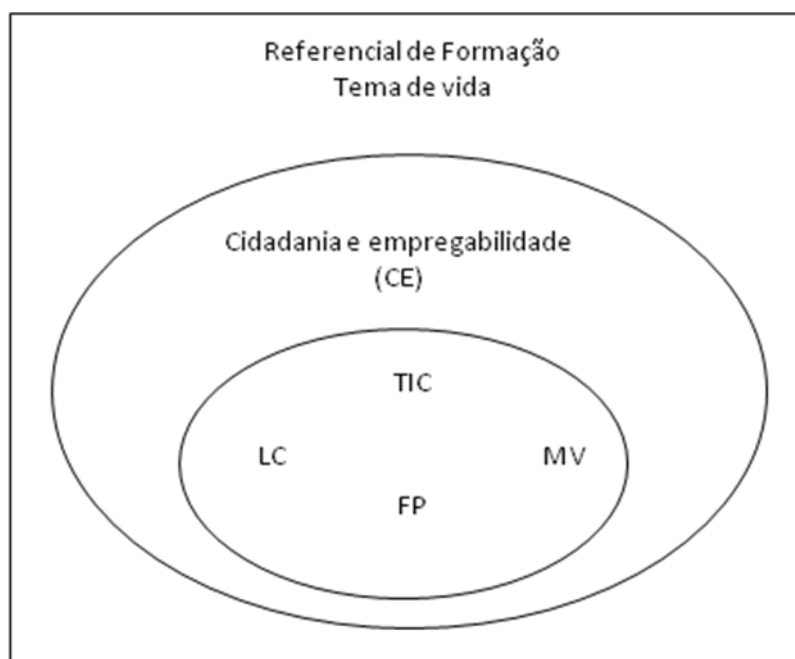 Referencial de Formação
Tema de vida
Cidadania e empregabilidade
(CE)
TIC
LC MV
FP